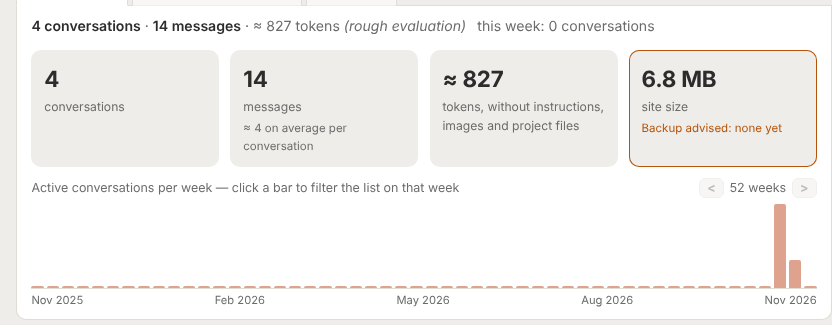 4 conversations · 14 messages · ≈ 827 tokens (rough evaluation) this week: 0 conversations
4
conversations
14
messages
≈ 4 on average per
conversation
≈ 827
tokens, without instructions,
images and project files
6.8 MB
site size
Backup advised: none yet
Active conversations per week — click a bar to filter the list on that week
< 52 weeks >
Nov 2025 Feb 2026 May 2026 Aug 2026 Nov 2026